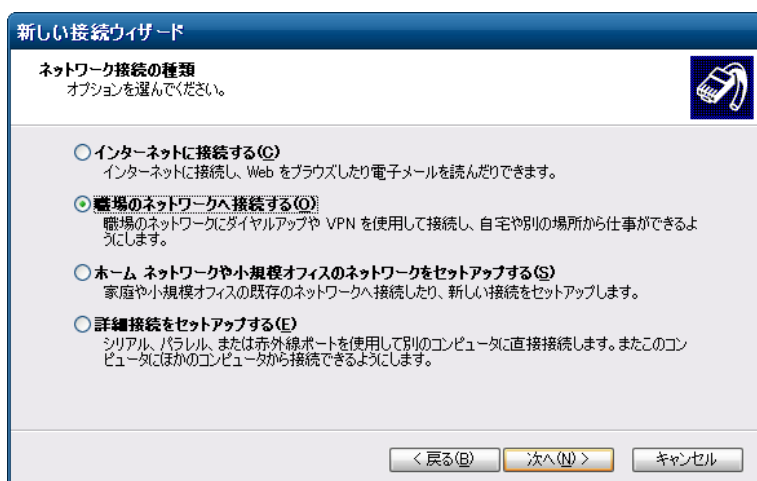 新しい接続ウィザード
ネットワーク接続の種類
オプションを選んでください。
インターネットに接続する(C)
インターネットに接続し、Web をブラウズしたり電子メールを読んだりできます。
職場のネットワークへ接続する(O)
職場のネットワークにダイヤルアップや VPN を使用して接続し、自宅や別の場所から仕事ができるよ
うにします。
ホーム ネットワークや小規模オフィスのネットワークをセットアップする(S)
家庭や小規模オフィスの既存のネットワークへ接続したり、新しい接続をセットアップします。
詳細接続をセットアップする(E)
シリアル、パラレル、または赤外線ポートを使用して別のコンピュータに直接接続します。またこのコン
ピュータにほかのコンピュータから接続できるようにします。
< 戻る(B) 次へ(N) > キャンセル